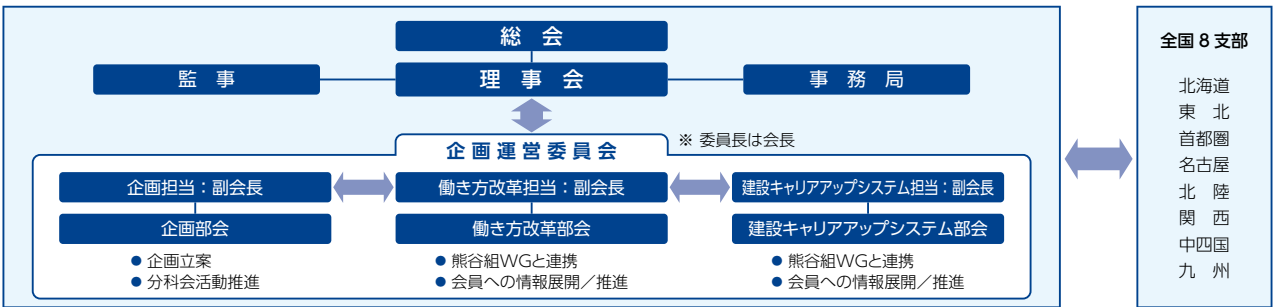 総 会
監 事
理 事 会
事 務 局
企画運営委員会
※ 委員長は会長
企画担当：副会長
働き方改革担当：副会長
建設キャリアアップシステム担当：副会長
企画部会
働き方改革部会
建設キャリアアップシステム部会
● 企画立案
● 分科会活動推進
● 熊谷組WGと連携
● 会員への情報展開／推進
● 熊谷組WGと連携
● 会員への情報展開／推進
全国8支部
北海道
東 北
首都圏
名古屋
北 陸
関 西
中四国
九 州